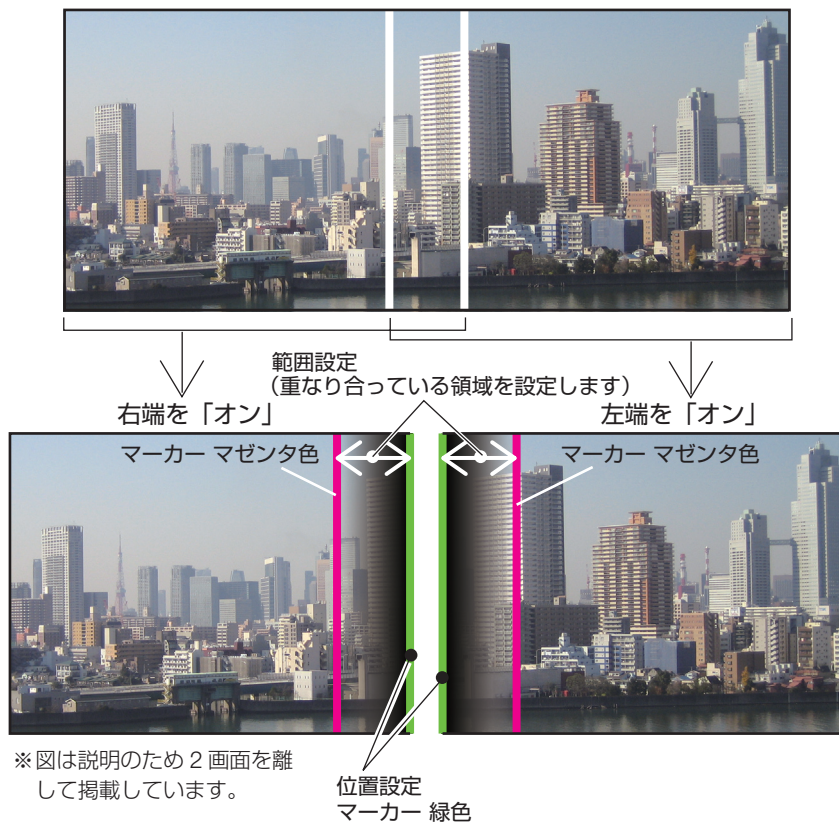 範囲設定
（重なり合っている領域を設定します）
右端を「オン」
左端を「オン」
マーカー マゼンタ色
マーカー マゼンタ色
※図は説明のため 2 画面を離
して掲載しています。
位置設定
マーカー 緑色